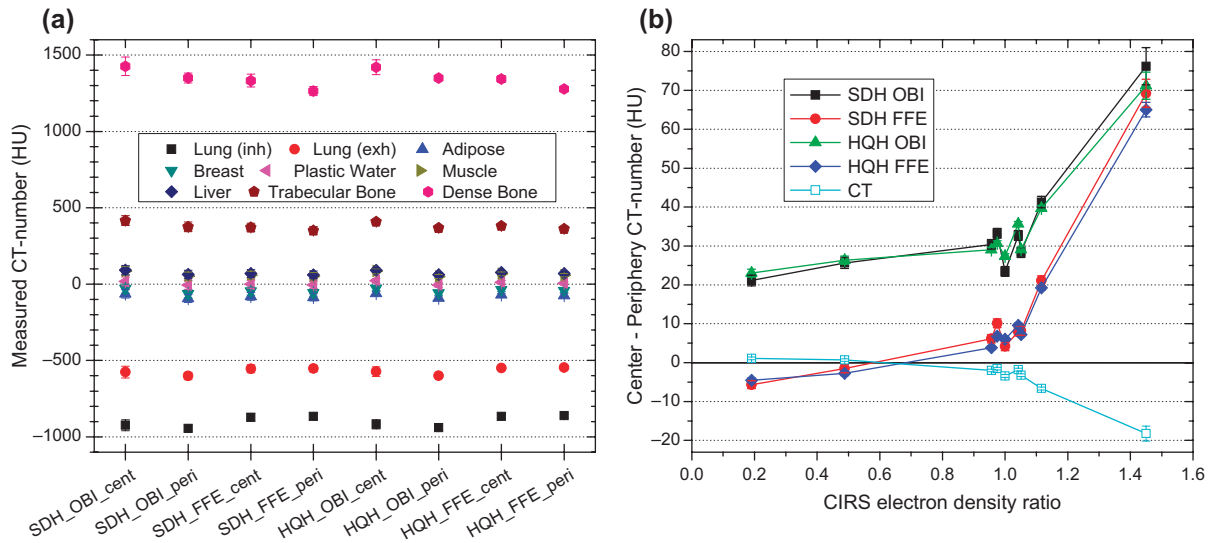 (a)
1500
1000
500
0
−500
−1000
Measured CT-number (HU)
Lung (inh) Lung (exh) Adipose
Breast Plastic Water Muscle
Liver Trabecular Bone Dense Bone
SDH_OBI_cent
SDH_OBI_peri
SDH_FFE_cent
SDH_FFE_peri
HQH_OBI_cent
HQH_OBI_peri
HQH_FFE_cent
HQH_FFE_peri
(b)
80
70
60
50
40
30
20
10
0
−10
−20
Center - Periphery CT-number (HU)
SDH OBI
SDH FFE
HQH OBI
HQH FFE
CT
0.0 0.2 0.4 0.6 0.8 1.0 1.2 1.4 1.6
CIRS electron density ratio